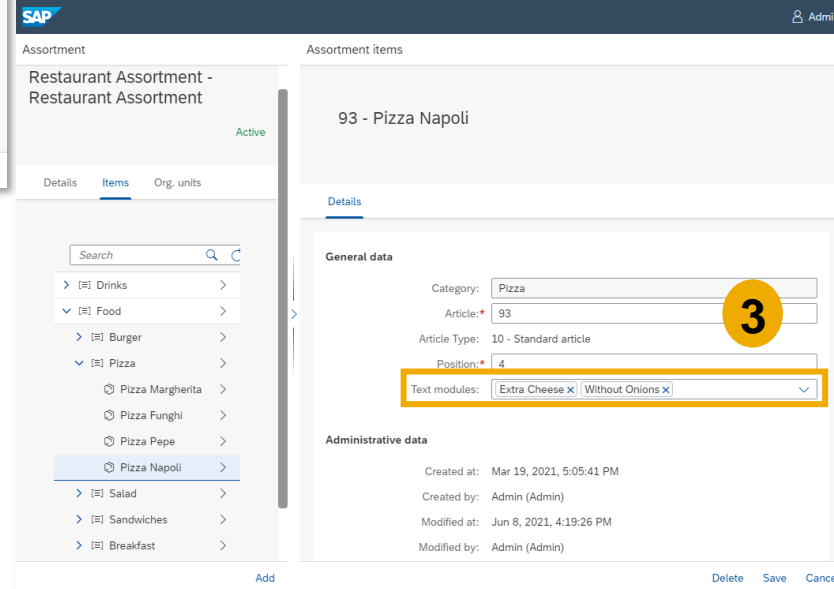 SAP
Admi
Assortment
Assortment items
Restaurant Assortment -
Restaurant Assortment
Active
Details Items Org. units
Search
Drinks
Food
Burger
Pizza
Pizza Margherita
Pizza Funghi
Pizza Pepe
Pizza Napoli
Salad
Sandwiches
Breakfast
Add
93 - Pizza Napoli
Details
General data
Category: Pizza
Article:* 93
3
Article Type: 10 - Standard article
Position:* 4
Text modules: Extra Cheese × Without Onions ×
Administrative data
Created at: Mar 19, 2021, 5:05:41 PM
Created by: Admin (Admin)
Modified at: Jun 8, 2021, 4:19:26 PM
Modified by: Admin (Admin)
Delete Save Cance